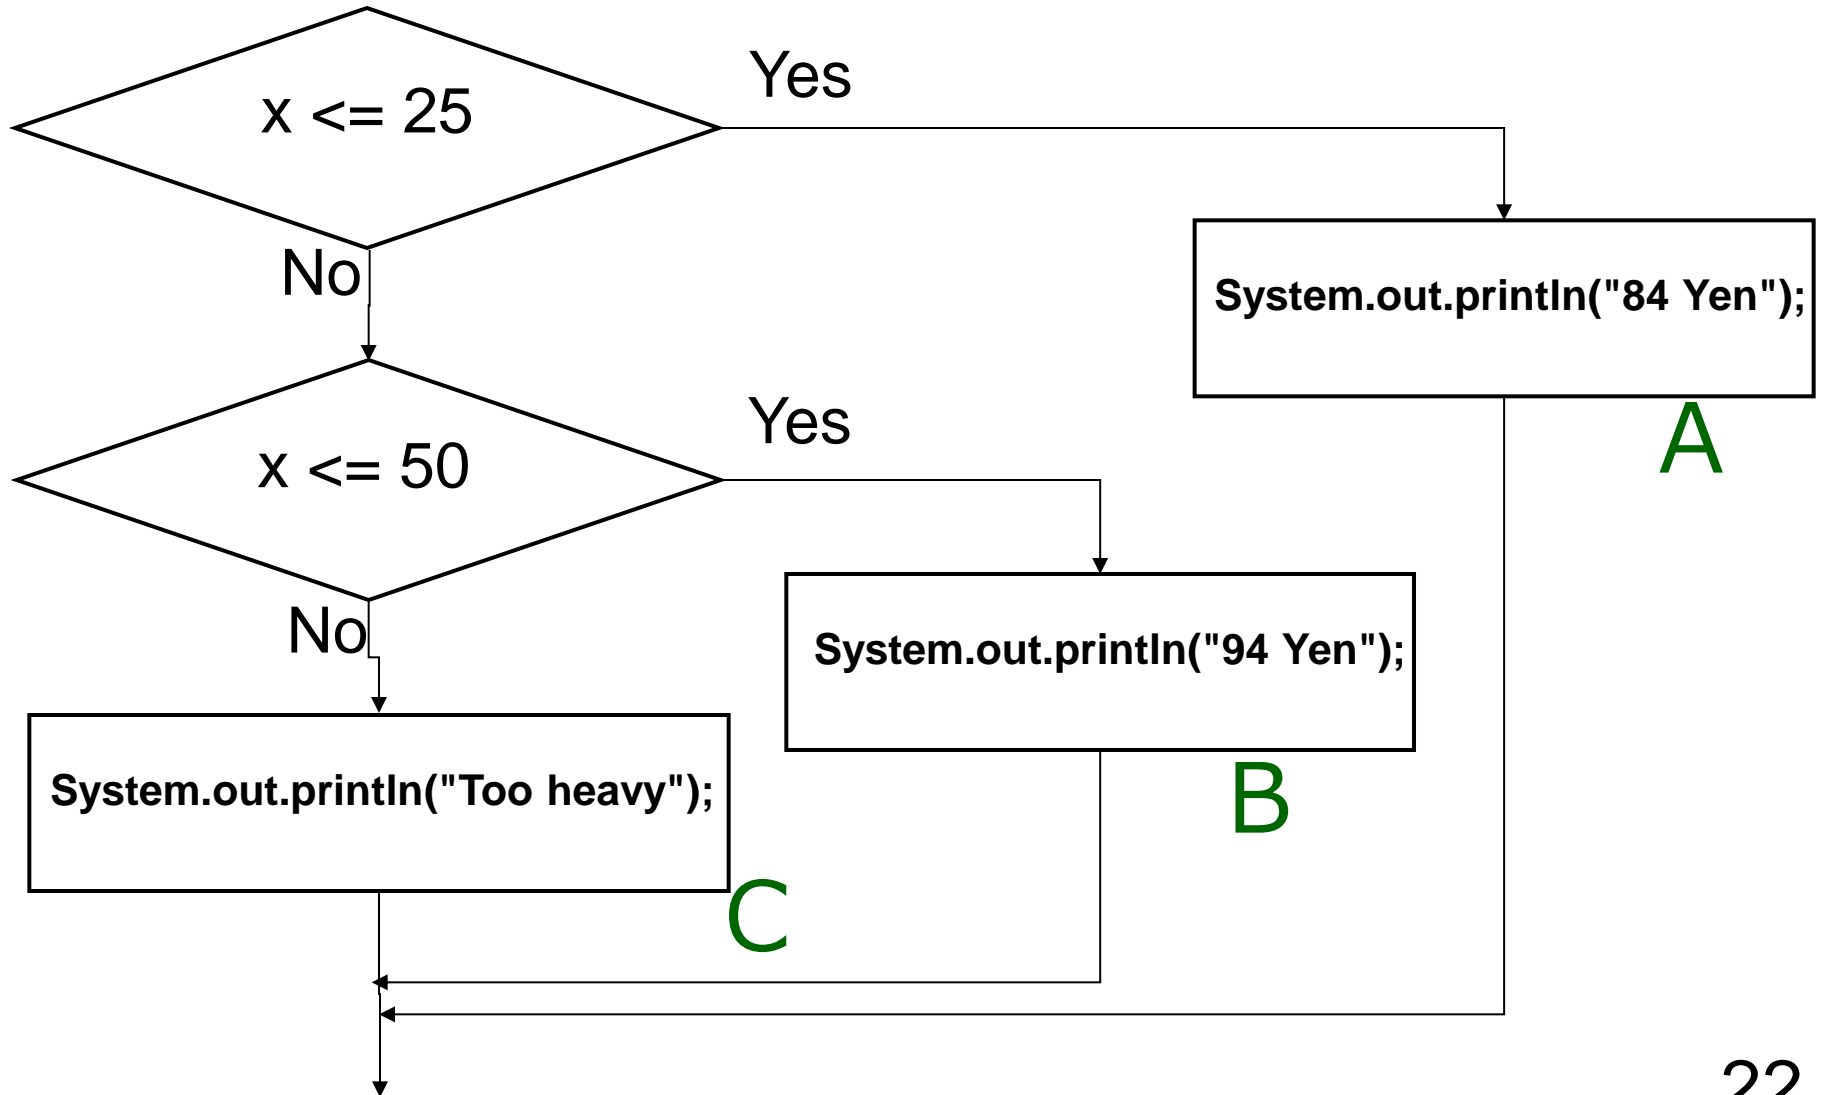 x <= 25
Yes
No
System.out.println("84 Yen");
A
x <= 50
Yes
No
System.out.println("94 Yen");
B
System.out.println("Too heavy");
C
22